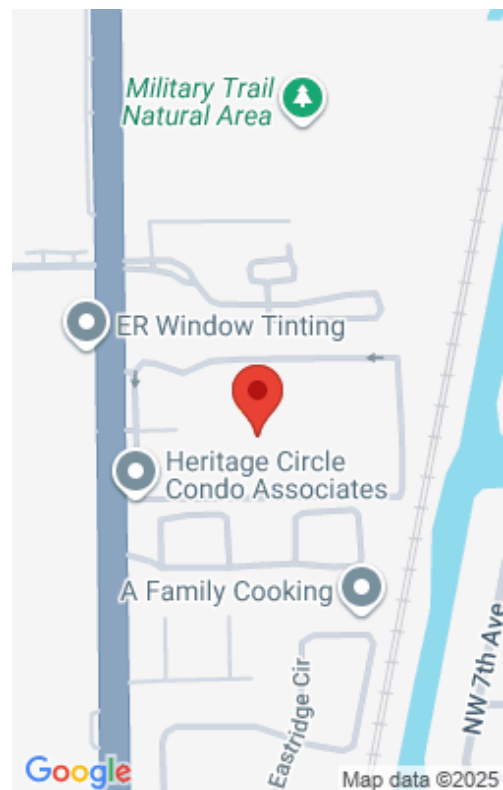 Military Trail
Natural Area
ER Window Tinting
Heritage Circle
Condo Associates
A Family Cooking
Eastridge Cir
NW 7th Ave
Google
Map data ©2025